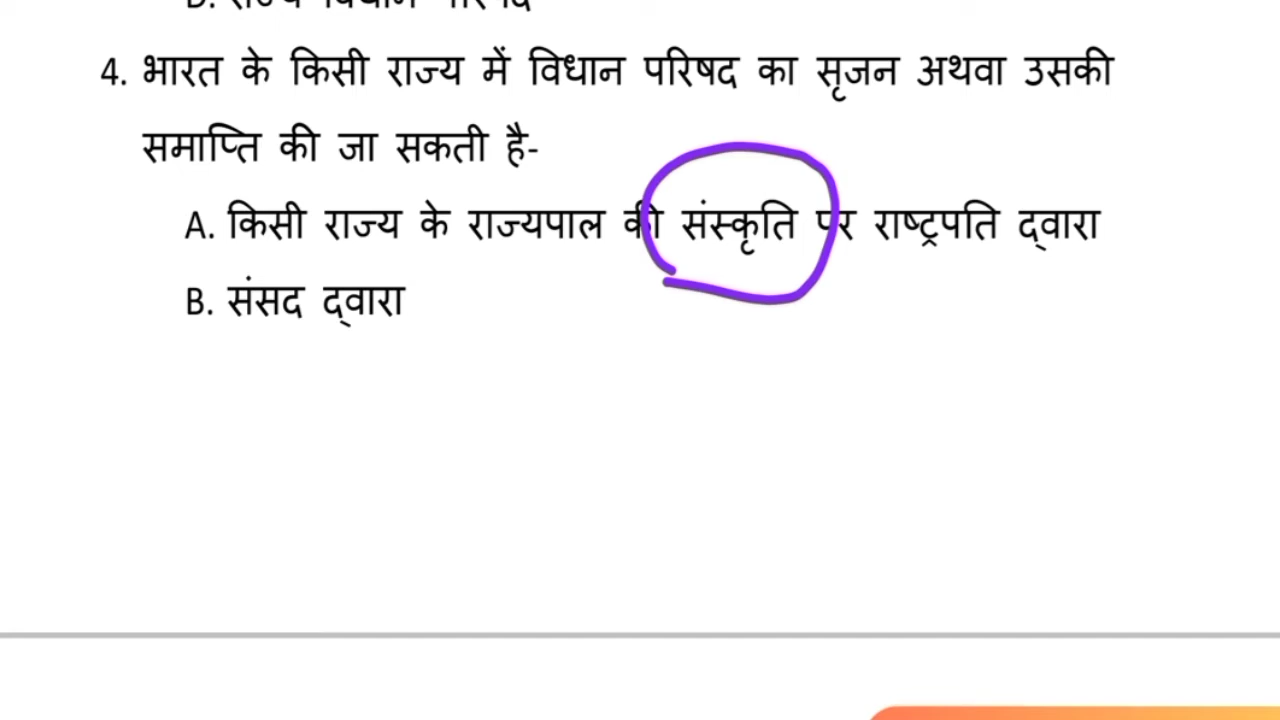 4. भारत के किसी राज्य में विधान परिषद का सृजन अथवा उसकी
समाप्ति की जा सकती है-
A. किसी राज्य के राज्यपाल की संस्कृति पर राष्ट्रपति द्वारा
B. संसद द्वारा